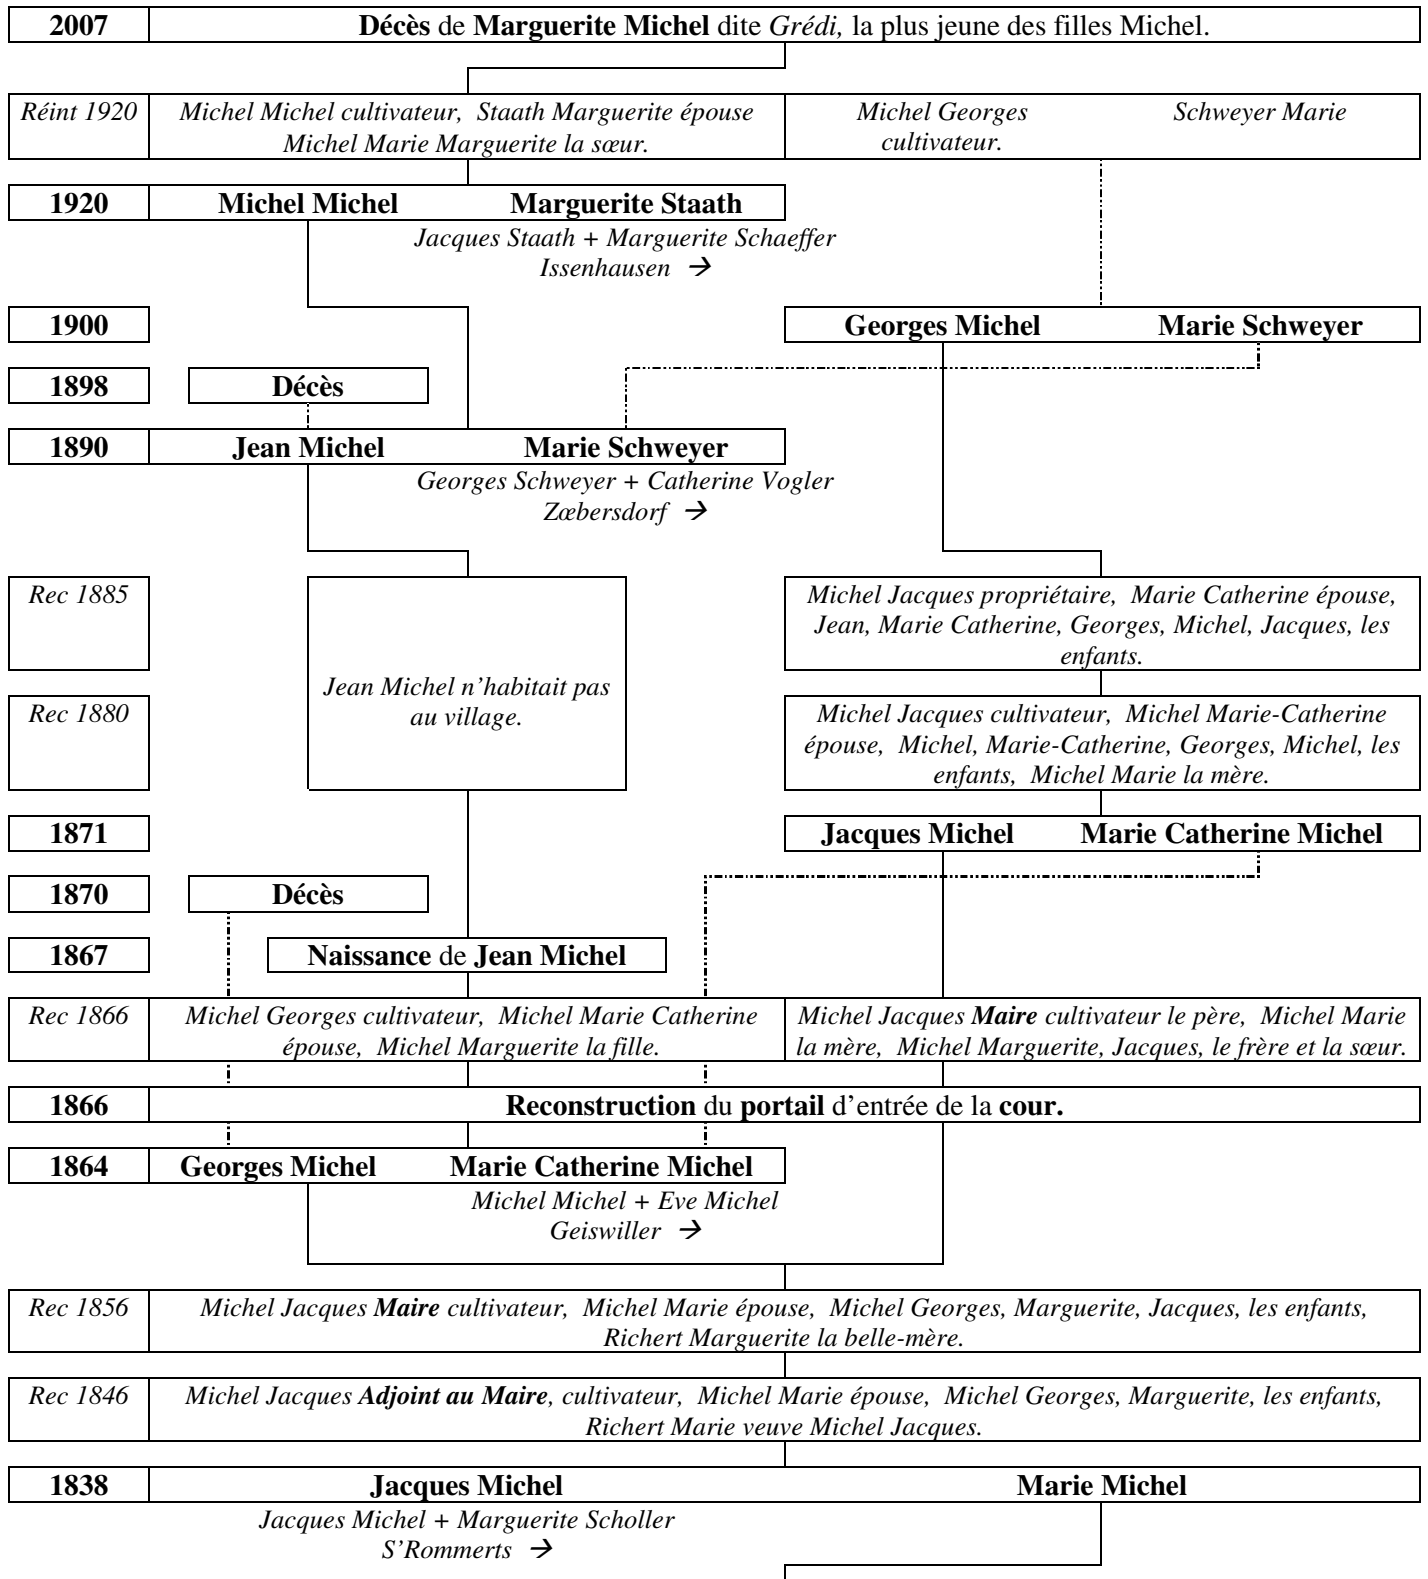 2007 Décès de Marguerite Michel dite Grédi, la plus jeune des filles Michel.
Réint 1920 Michel Michel cultivateur, Staath Marguerite épouse
Michel Marie Marguerite la sœur.
Michel Georges Schweyer Marie
cultivateur.
1920 Michel Michel Marguerite Staath
Jacques Staath + Marguerite Schaeffer
Issenhausen →
1900 Georges Michel Marie Schweyer
1898 Décès
1890 Jean Michel Marie Schweyer
Georges Schweyer + Catherine Vogler
Zœbersdorf →
Rec 1885
Michel Jacques propriétaire, Marie Catherine épouse,
Jean, Marie Catherine, Georges, Michel, Jacques, les
enfants.
Jean Michel n'habitait pas
au village.
Rec 1880
Michel Jacques cultivateur, Michel Marie-Catherine
épouse, Michel, Marie-Catherine, Georges, Michel, les
enfants, Michel Marie la mère.
1871 Jacques Michel Marie Catherine Michel
1870 Décès
1867 Naissance de Jean Michel
Rec 1866 Michel Georges cultivateur, Michel Marie Catherine
épouse, Michel Marguerite la fille.
Michel Jacques Maire cultivateur le père, Michel Marie
la mère, Michel Marguerite, Jacques, le frère et la sœur.
1866 Reconstruction du portail d'entrée de la cour.
1864 Georges Michel Marie Catherine Michel
Michel Michel + Eve Michel
Geiswiller →
Rec 1856 Michel Jacques Maire cultivateur, Michel Marie épouse, Michel Georges, Marguerite, Jacques, les enfants,
Richert Marguerite la belle-mère.
Rec 1846 Michel Jacques Adjoint au Maire, cultivateur, Michel Marie épouse, Michel Georges, Marguerite, les enfants,
Richert Marie veuve Michel Jacques.
1838 Jacques Michel Marie Michel
Jacques Michel + Marguerite Scholler
S'Rommerts →